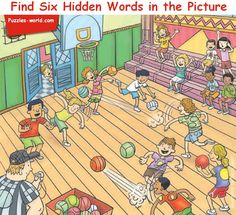 Find Six Hidden Words in the Picture
Puzzles-world.com